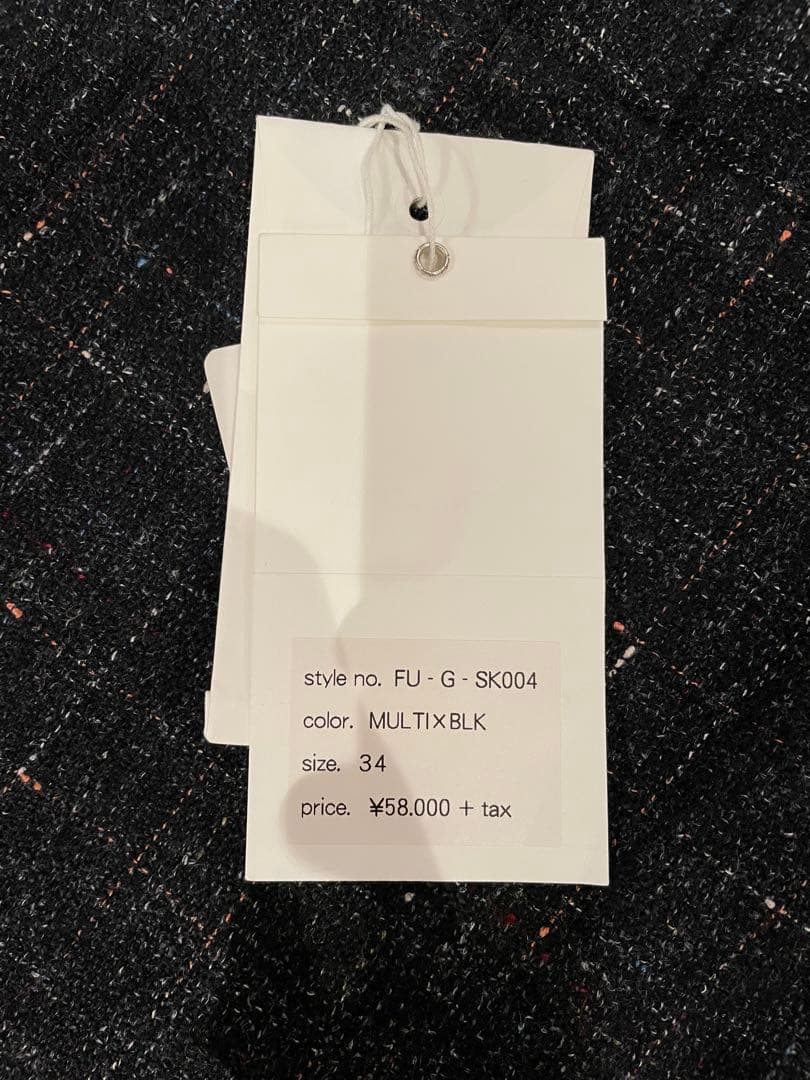 style no. FU - G - SK004
color. MULTI×BLK
size. 34
price. ¥58.000 + tax